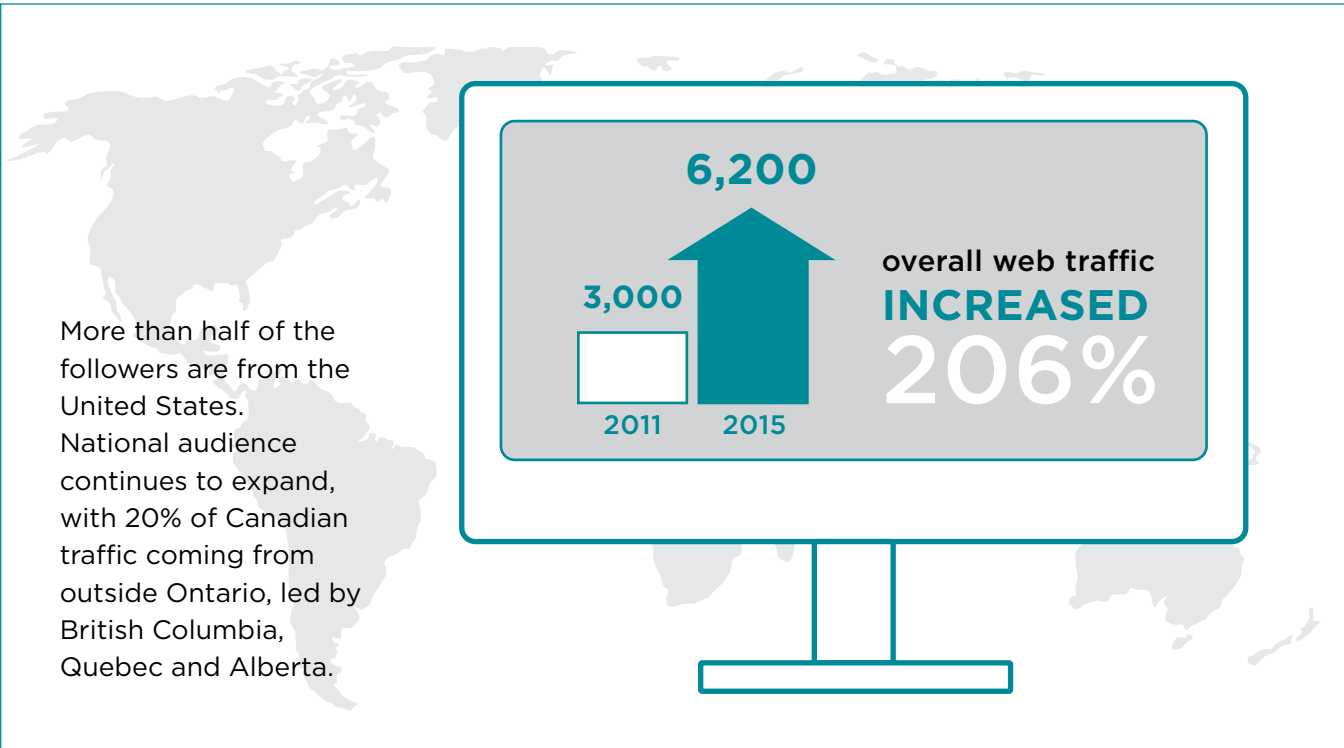 More than half of the
followers are from the
United States.
National audience
continues to expand,
with 20% of Canadian
traffic coming from
outside Ontario, led by
British Columbia,
Quebec and Alberta.
6,200
3,000
2011
2015
overall web traffic
INCREASED
206%